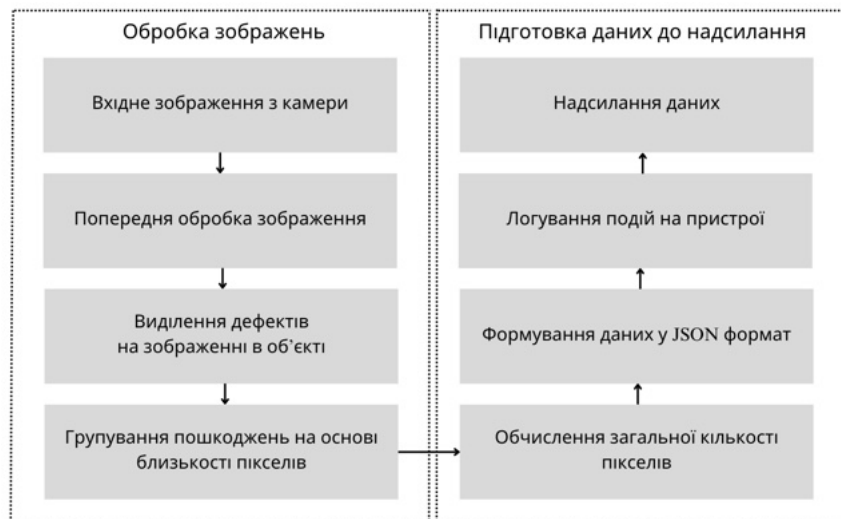 Обробка зображень
Вхідне зображення з камери
Попередня обробка зображення
Виділення дефектів
на зображенні в об’єкті
Групування пошкоджень на основі
близькості пікселів
Підготовка даних до надсилання
Надсилання даних
Логування подій на пристрої
Формування даних у JSON формат
Обчислення загальної кількості
пікселів